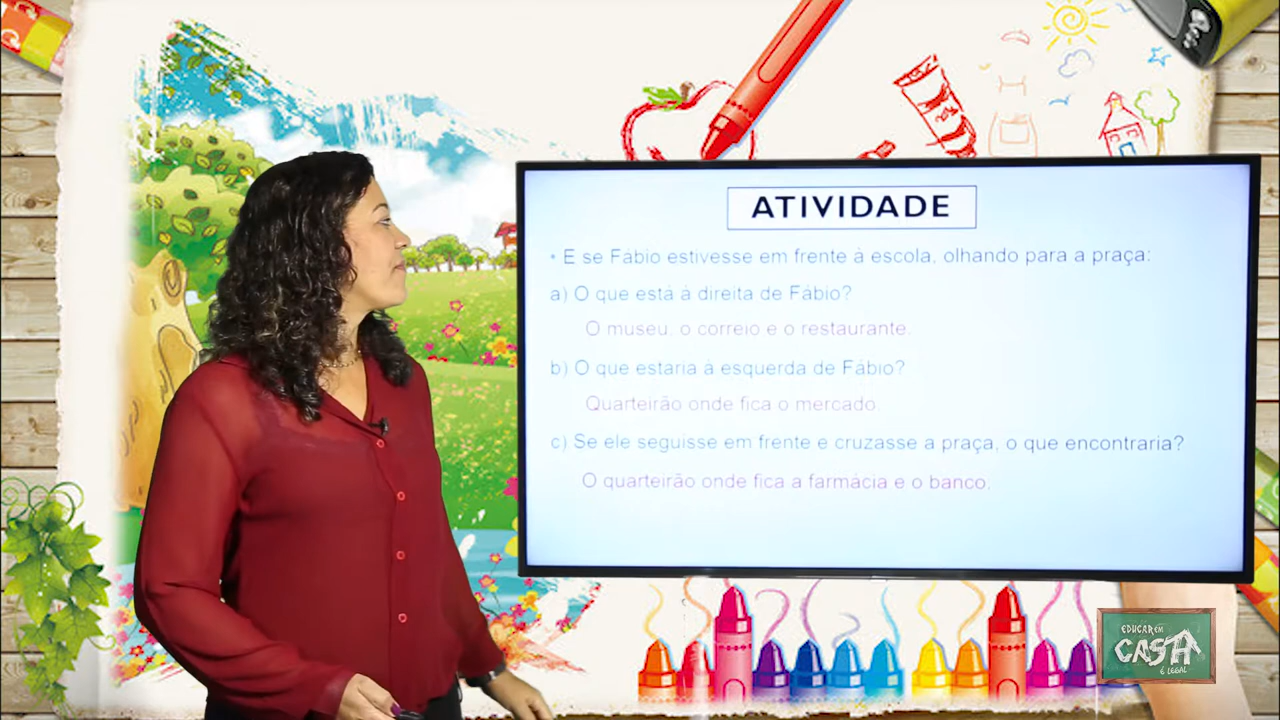 ATIVIDADE
• E se Fábio estivesse em frente à escola, olhando para a praça:
a) O que está à direita de Fábio?
O museu, o correio e o restaurante.
b) O que estaria à esquerda de Fábio?
Quarteirão onde fica o mercado.
c) Se ele seguisse em frente e cruzasse a praça, o que encontraria?
O quarteirão onde fica a farmácia e o banco.
EDUCAR EM
CASA
É LEGAL